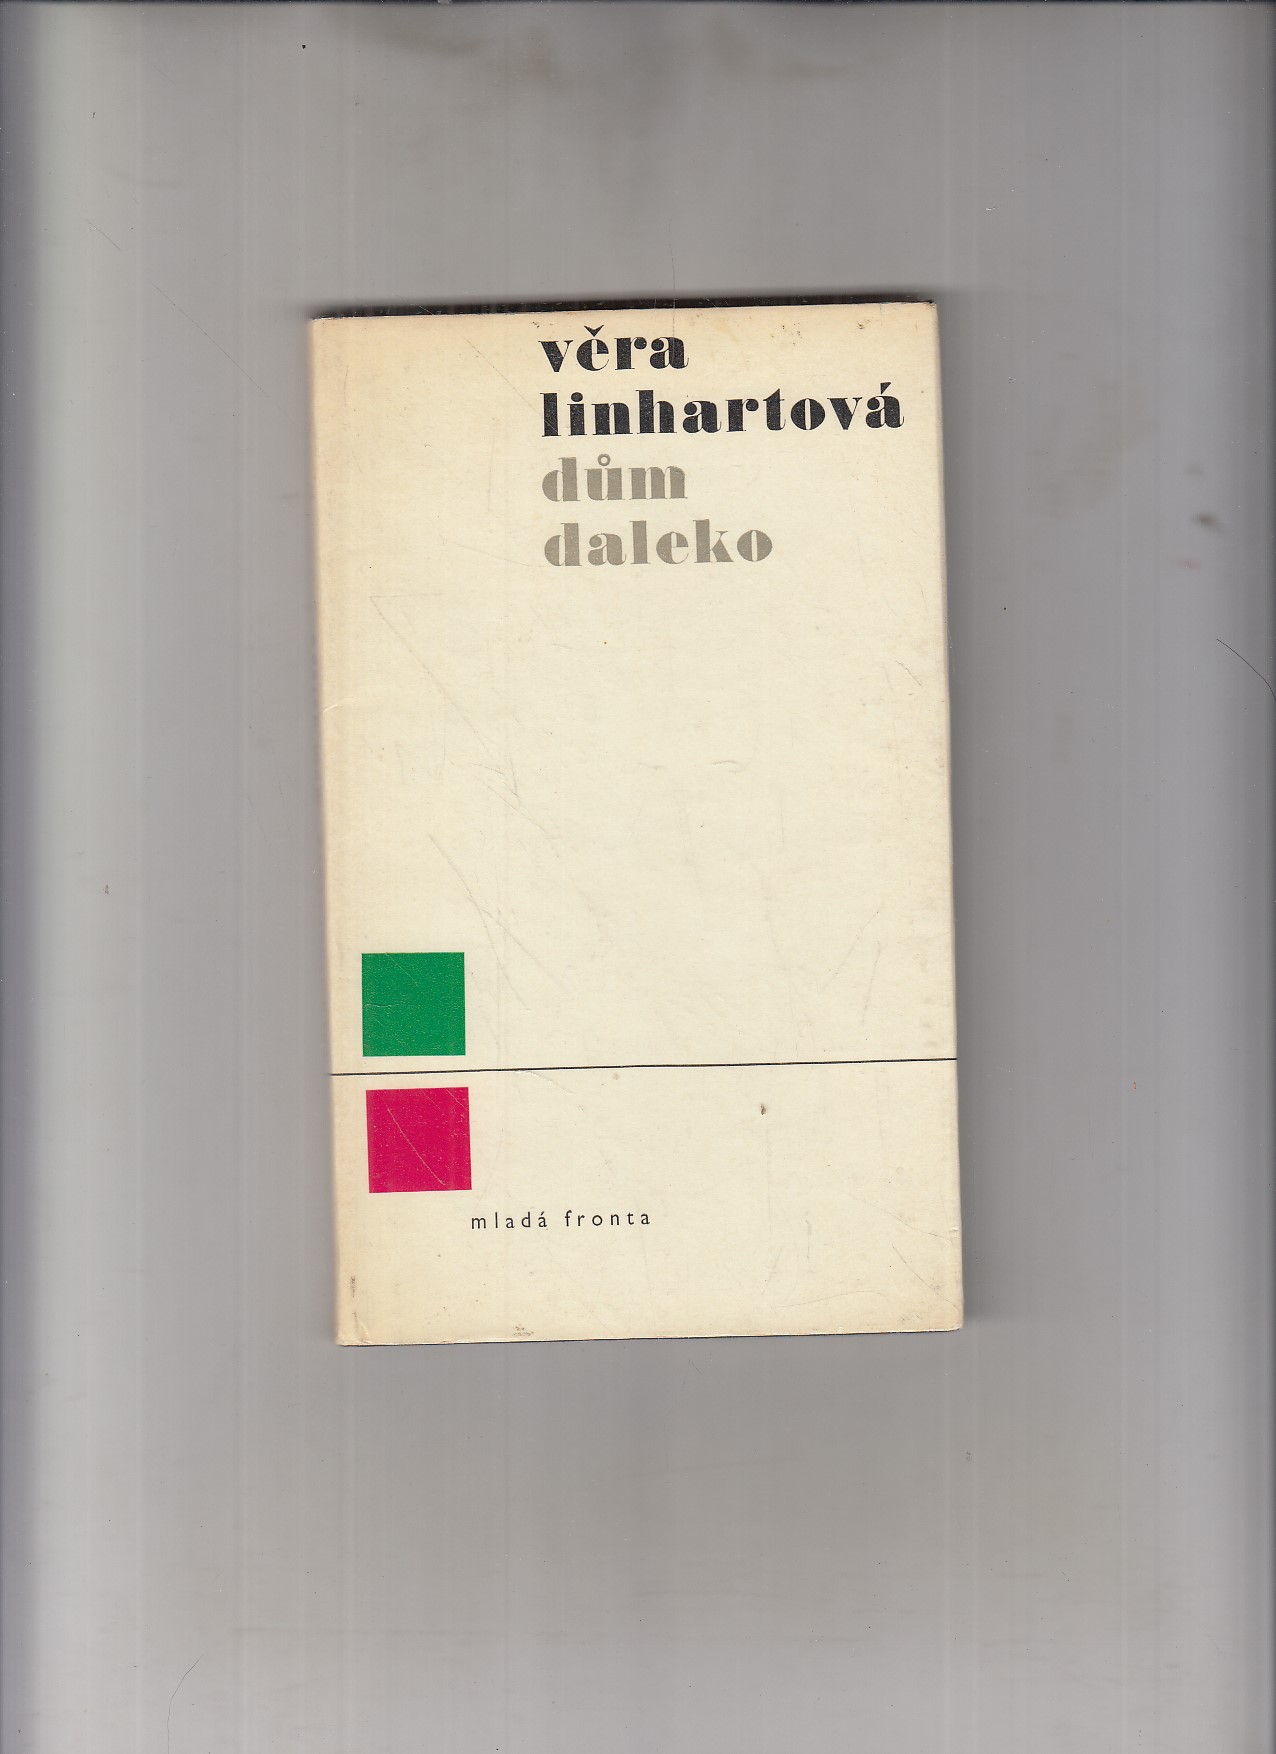 věra
linhartová
dům
daleko
mladá fronta